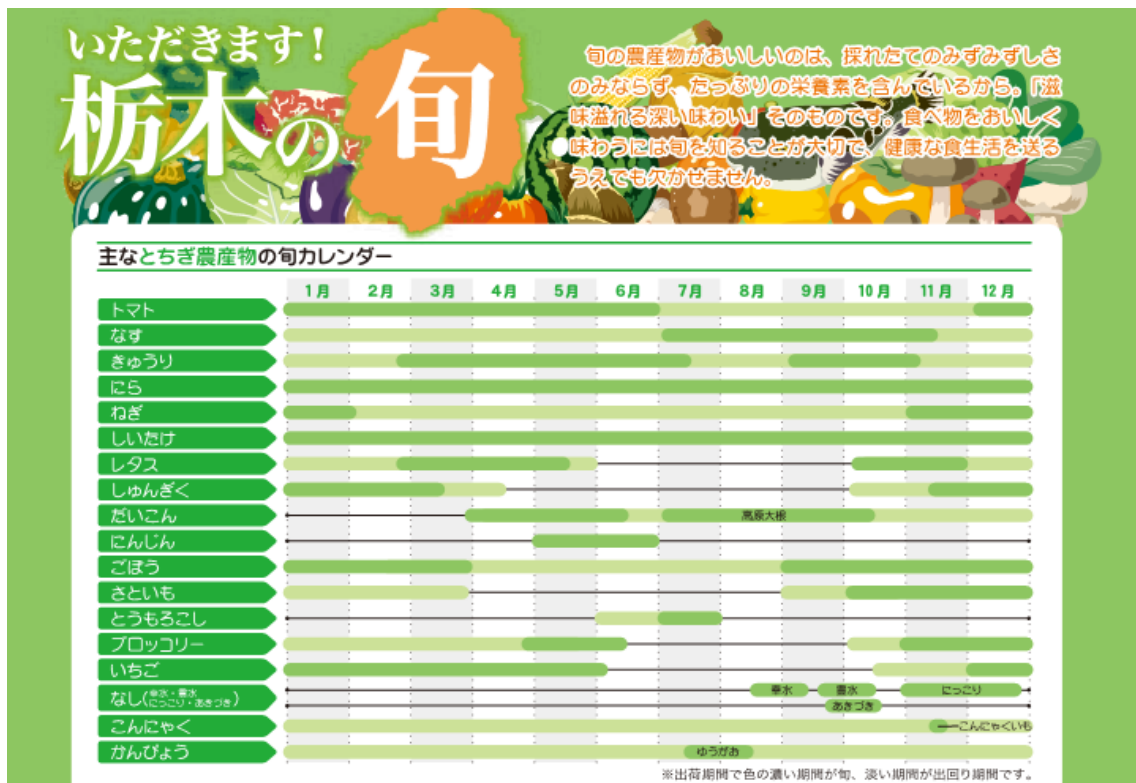 いただきます!
栃木の旬
旬の農産物がおいしいのは、採れたてのみずみずしさ
のみならず、たっぷりの栄養素を含んでいるから。「滋
味溢れる深い味わい」そのものです。食べ物をおいしく
味わうには旬を知ることが大切で、健康な食生活を送る
うえでも欠かせません。
主なとちぎ農産物の旬カレンダー
1月 2月 3月 4月 5月 6月 7月 8月 9月 10月 11月 12月
トマト
なす
きゅうり
にら
ねぎ
しいたけ
レタス
しゅんぎく
だいこん 高原大根
にんじん
ごぼう
さといも
とうもろこし
ブロッコリー
いちご
なし(幸水・豊水 幸水 豊水 にっこり
にっこり・あきづき) あきづき
こんにゃく こんにゃくいも
かんぴょう ゆうがお
※出荷期間で色の濃い期間が旬、淡い期間が出回り期間です。